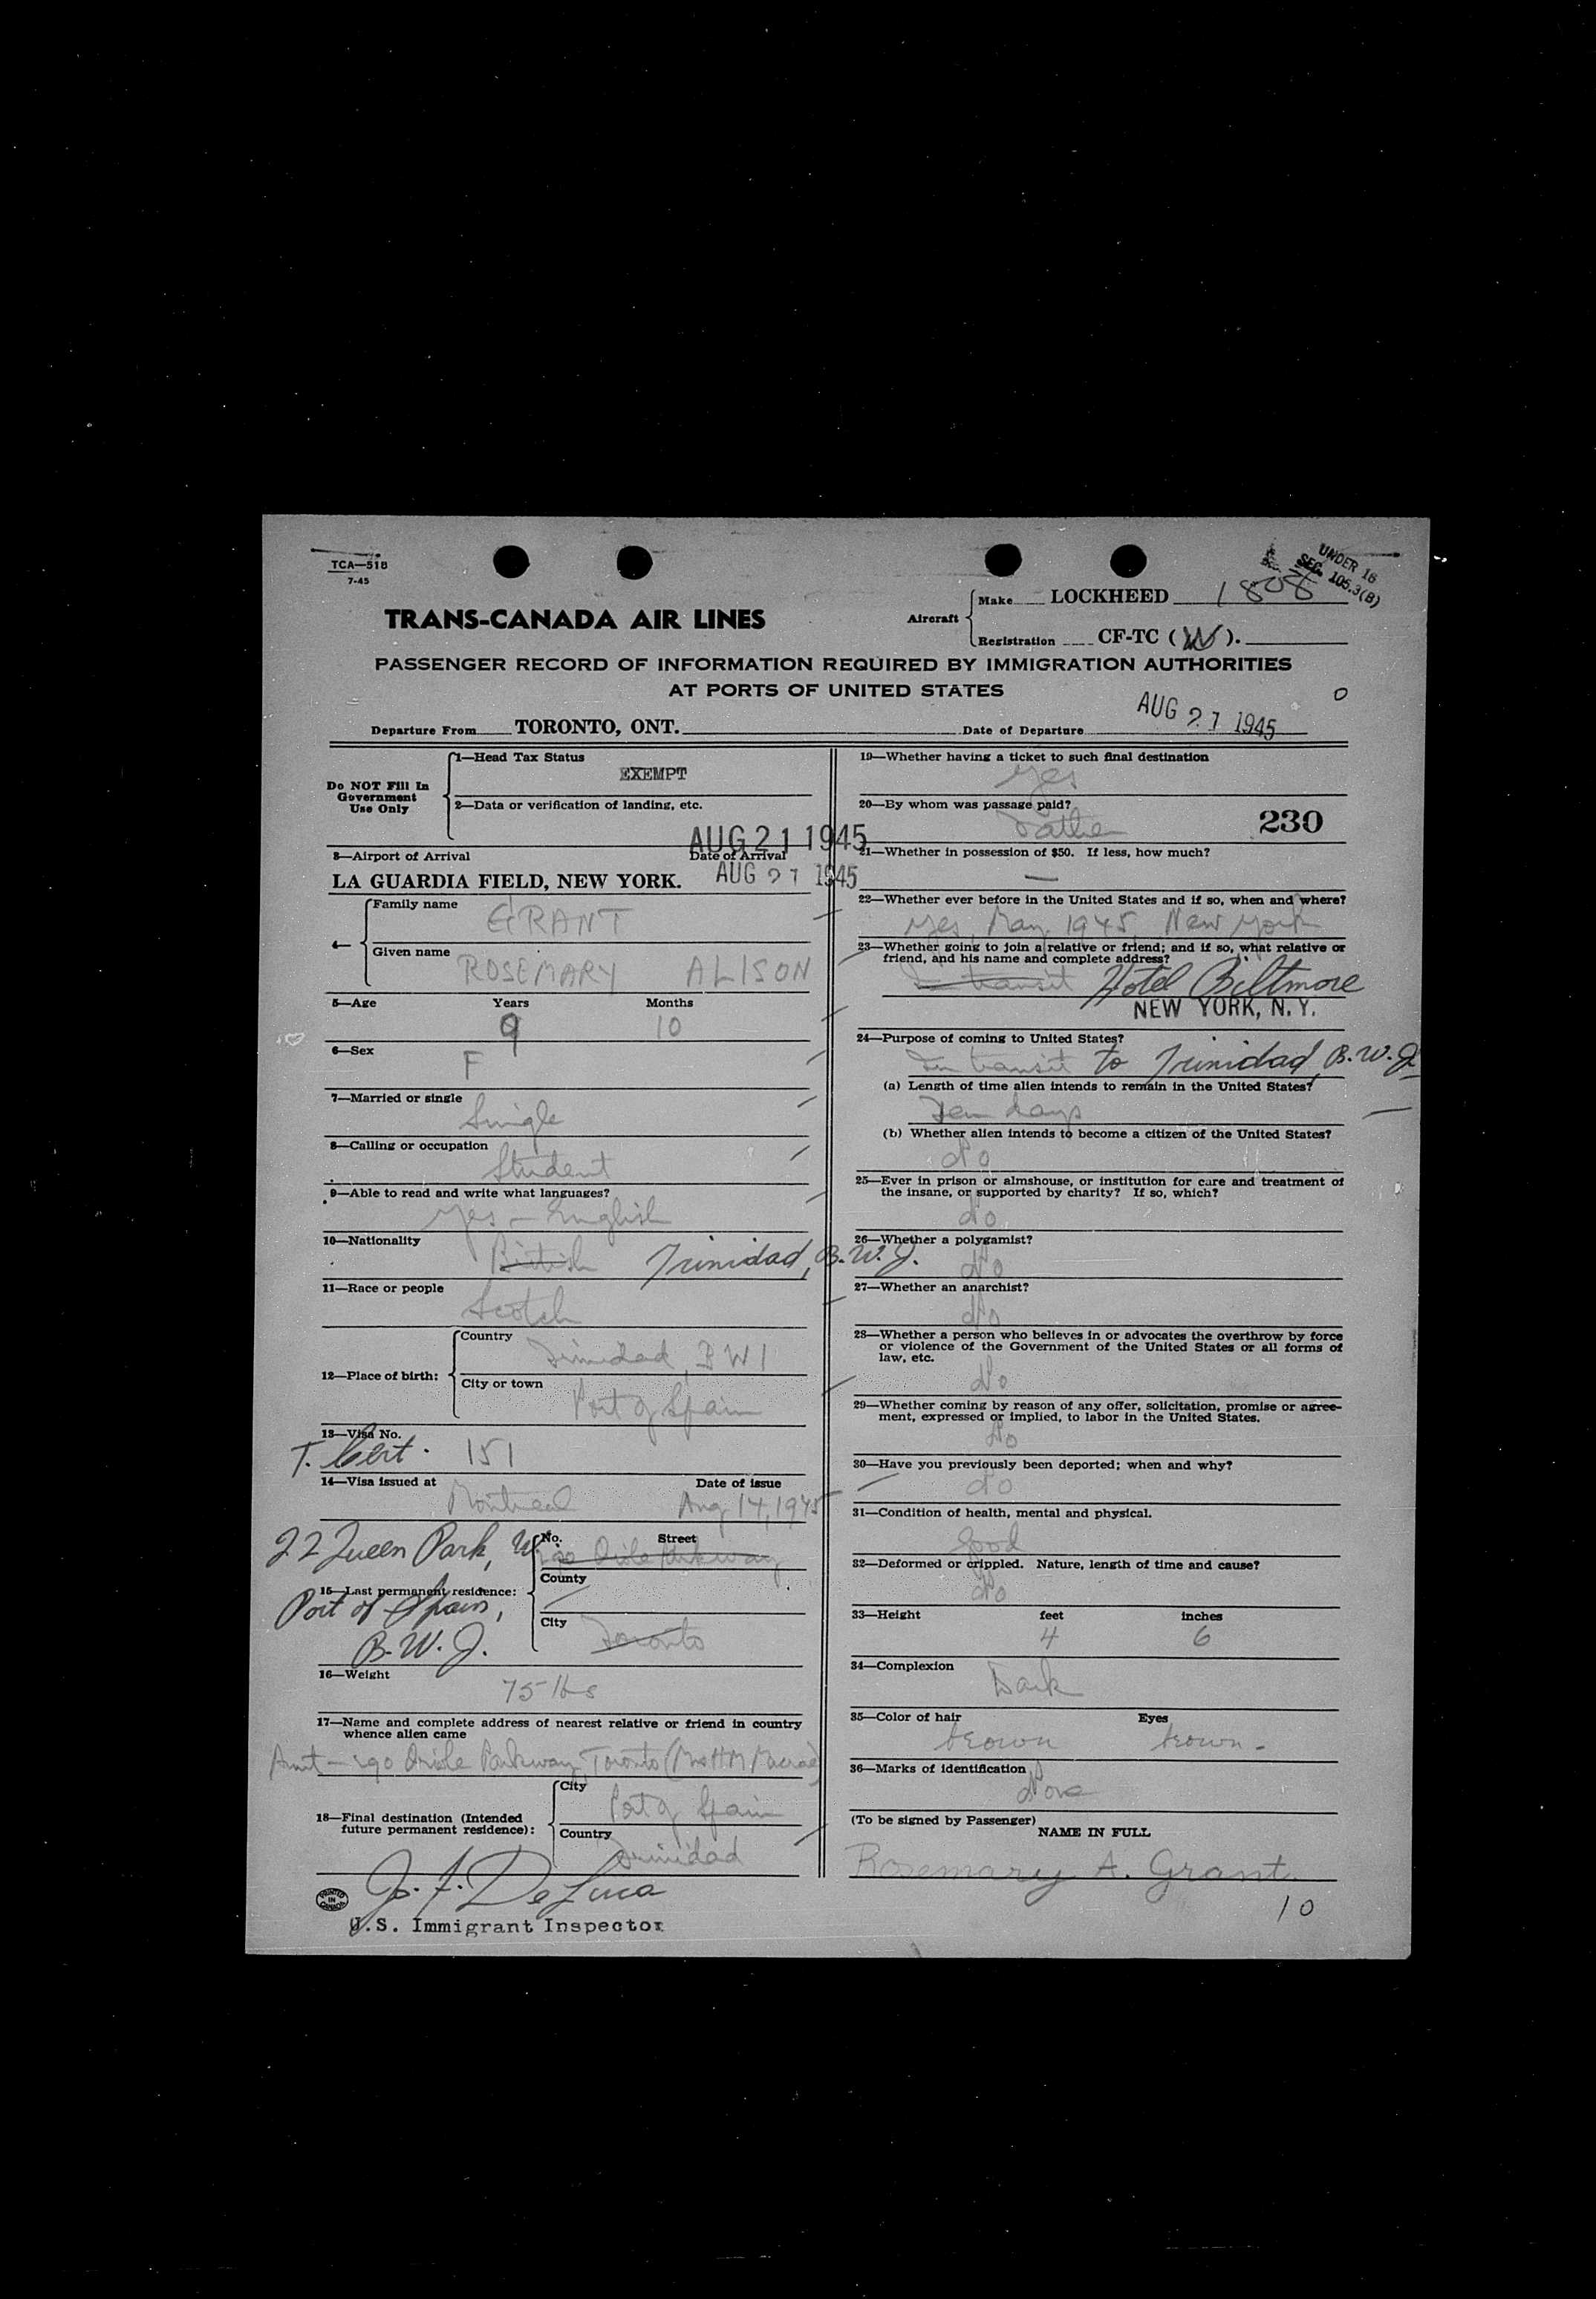 TCA—518
7-45
UNDER 16
SEC. 105.3(B)
TRANS-CANADA AIR LINES
Aircraft
Make LOCKHEED 1808
Registration CF-TC ( W ).
PASSENGER RECORD OF INFORMATION REQUIRED BY IMMIGRATION AUTHORITIES
AT PORTS OF UNITED STATES
Departure From TORONTO, ONT.
Date of Departure AUG 27 1945
Do NOT Fill In
Government
Use Only
1—Head Tax Status
EXEMPT
2—Data or verification of landing, etc.
AUG 21 1945
3—Airport of Arrival
Date of Arrival
LA GUARDIA FIELD, NEW YORK. AUG 27 1945
4—
Family name
GRANT
Given name
ROSEMARY ALISON
5—Age Years Months
9 10
6—Sex
F
7—Married or single
Single
8—Calling or occupation
Student
9—Able to read and write what languages?
Yes — English
10—Nationality
British Trinidad, B.W.I.
11—Race or people
Scotch
12—Place of birth:
Country
Trinidad, BWI
City or town
Port of Spain
13—Visa No.
T. Cert. 151
14—Visa issued at Date of issue
Montreal Aug 14, 1945
22 Queen Park, W.
No. Street
190 Oriole Parkway
County
15—Last permanent residence:
Port of Spain,
City
Toronto
B.W.I.
16—Weight
75 lbs
17—Name and complete address of nearest relative or friend in country
whence alien came
Aunt — 190 Oriole Parkway, Toronto (Mrs H M Macrae)
18—Final destination (Intended
future permanent residence):
City
Port of Spain
Country
Trinidad
J. F. De Luca
U.S. Immigrant Inspector
PRINTED
IN
CANADA
19—Whether having a ticket to such final destination
Yes
20—By whom was passage paid?
Father
230
21—Whether in possession of $50. If less, how much?
—
22—Whether ever before in the United States and if so, when and where?
Yes, May 1945, New York
23—Whether going to join a relative or friend; and if so, what relative or
friend, and his name and complete address?
In transit Hotel Biltmore
NEW YORK, N.Y.
24—Purpose of coming to United States?
In transit to Trinidad, B.W.I.
(a) Length of time alien intends to remain in the United States?
Ten days
(b) Whether alien intends to become a citizen of the United States?
No
25—Ever in prison or almshouse, or institution for care and treatment of
the insane, or supported by charity? If so, which?
No
26—Whether a polygamist?
No
27—Whether an anarchist?
No
28—Whether a person who believes in or advocates the overthrow by force
or violence of the Government of the United States or all forms of
law, etc.
No
29—Whether coming by reason of any offer, solicitation, promise or agree-
ment, expressed or implied, to labor in the United States.
No
30—Have you previously been deported; when and why?
No
31—Condition of health, mental and physical.
Good
32—Deformed or crippled. Nature, length of time and cause?
No
33—Height feet inches
4 6
34—Complexion
Dark
35—Color of hair Eyes
brown brown -
36—Marks of identification
None
(To be signed by Passenger)
NAME IN FULL
Rosemary A. Grant.
10